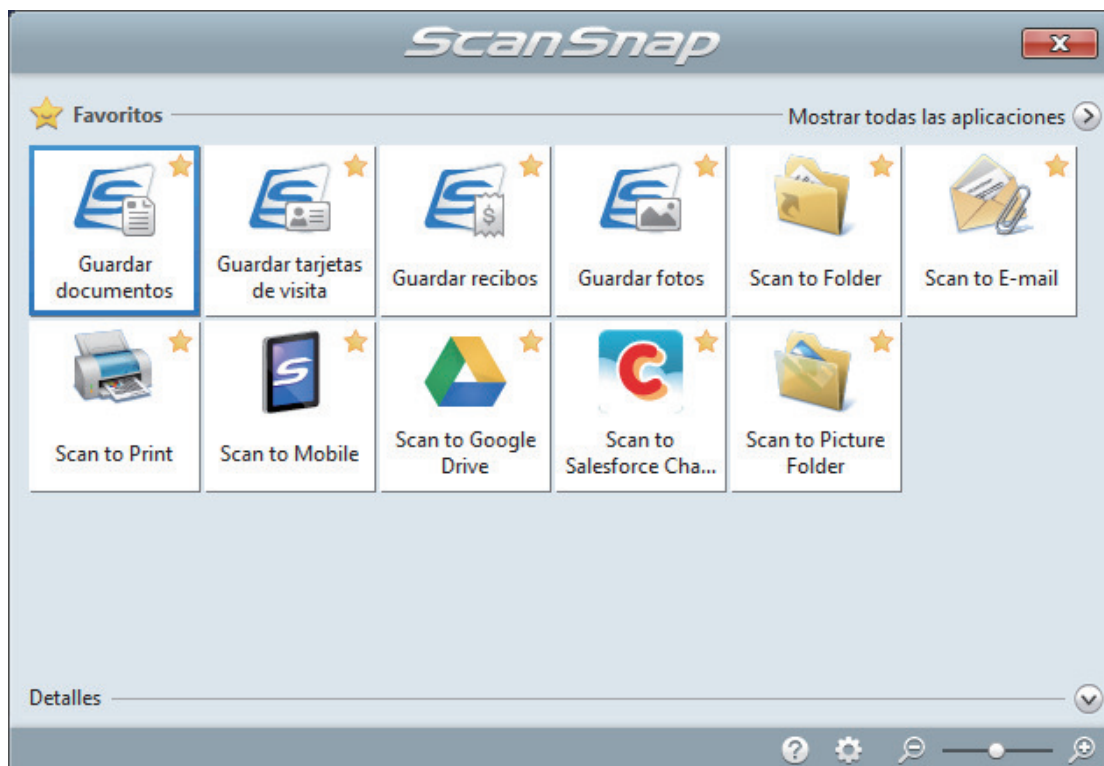 ScanSnap
Favoritos
Mostrar todas las aplicaciones
Guardar
documentos
Guardar tarjetas
de visita
Guardar recibos
Guardar fotos
Scan to Folder
Scan to E-mail
Scan to Print
Scan to Mobile
Scan to Google
Drive
Scan to
Salesforce Cha...
Scan to Picture
Folder
Detalles